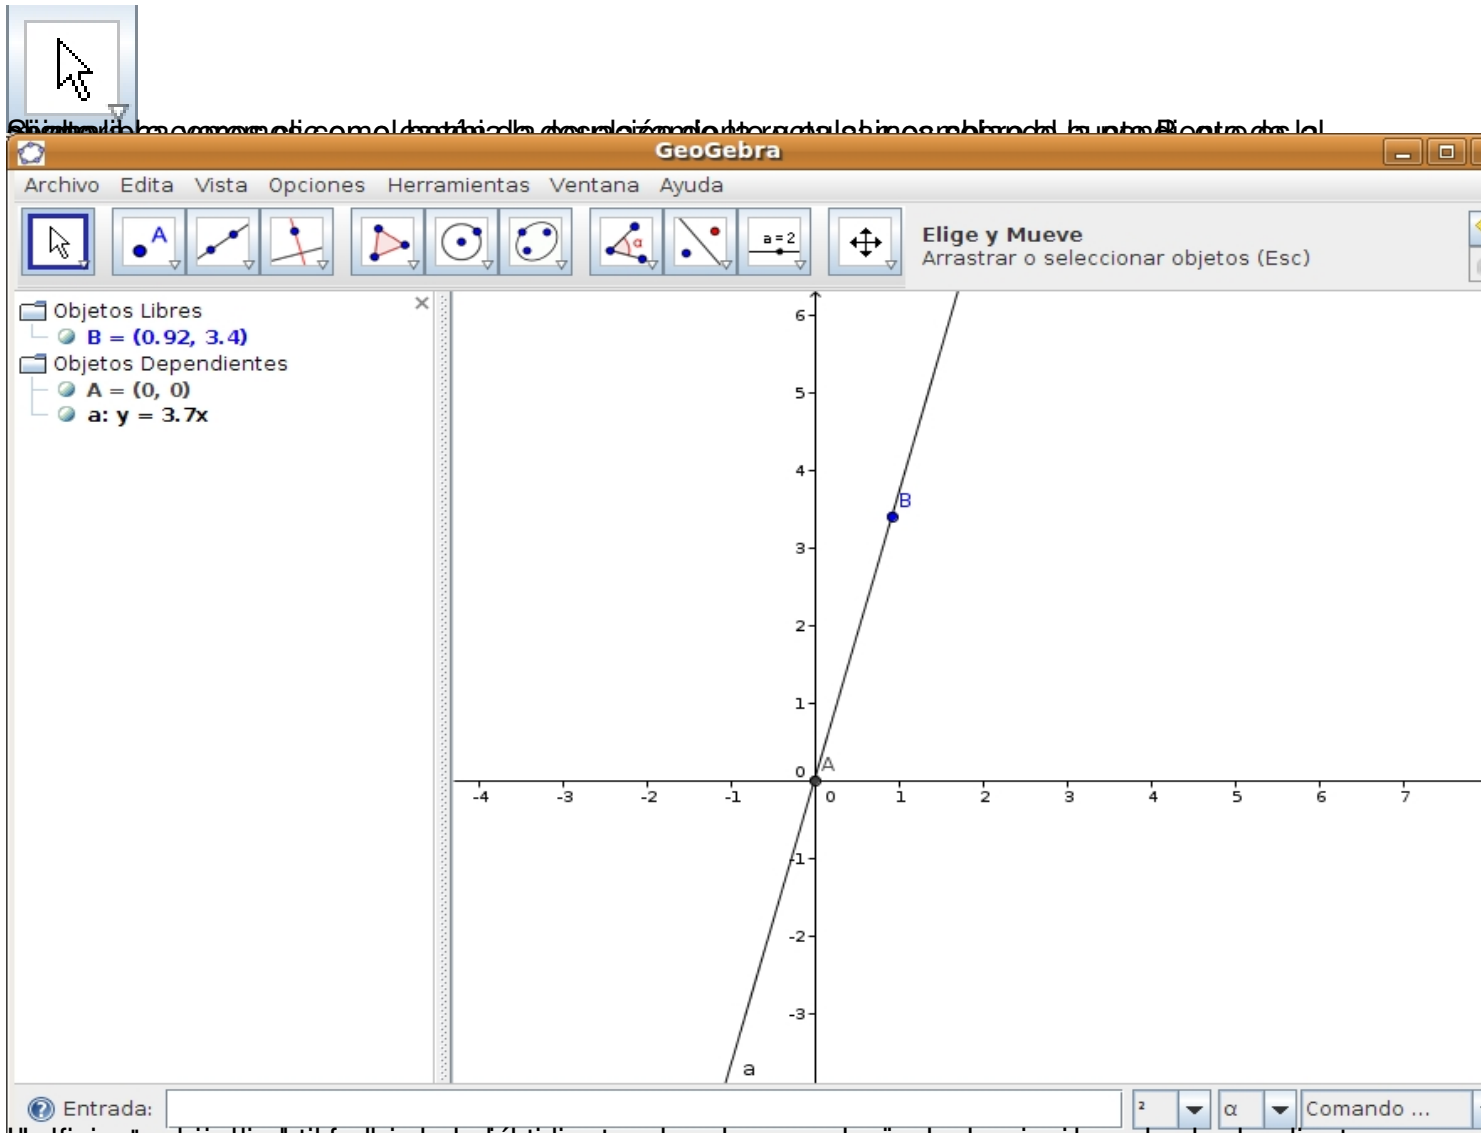 GeoGebra
Archivo Edita Vista Opciones Herramientas Ventana Ayuda
A
α
a = 2
Elige y Mueve
Arrastrar o seleccionar objetos (Esc)
Objetos Libres
B = (0.92, 3.4)
Objetos Dependientes
A = (0, 0)
a: y = 3.7x
6
5
4
B
3
2
1
0 A
-4 -3 -2 -1 0 1 2 3 4 5 6 7
-1
-2
-3
a
Entrada: ² α Comando ...